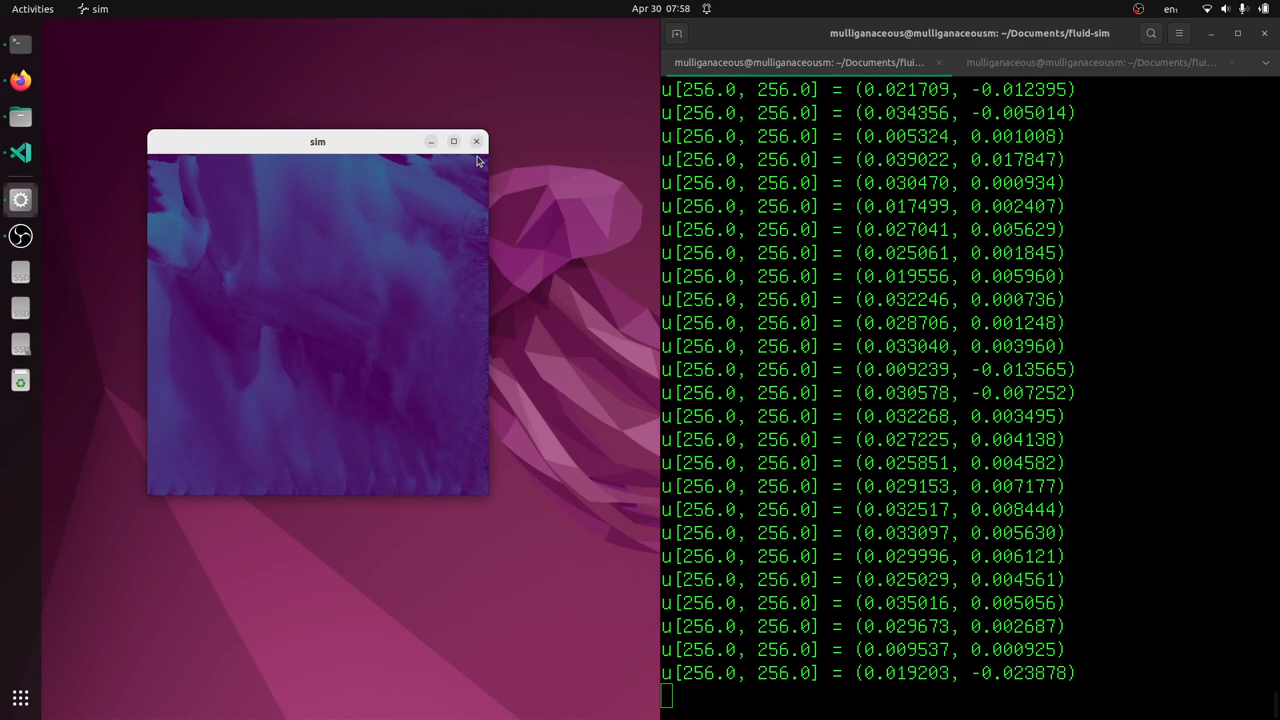 Activities
sim
Apr 30 07:58
en₁
mulliganaceous@mulliganaceousm: ~/Documents/fluid-sim
mulliganaceous@mulliganaceousm: ~/Documents/flui…
mulliganaceous@mulliganaceousm: ~/Documents/flui…
sim
SSD
SSD
SSD
u[256.0, 256.0] = (0.021709, -0.012395)
u[256.0, 256.0] = (0.034356, -0.005014)
u[256.0, 256.0] = (0.005324, 0.001008)
u[256.0, 256.0] = (0.039022, 0.017847)
u[256.0, 256.0] = (0.030470, 0.000934)
u[256.0, 256.0] = (0.017499, 0.002407)
u[256.0, 256.0] = (0.027041, 0.005629)
u[256.0, 256.0] = (0.025061, 0.001845)
u[256.0, 256.0] = (0.019556, 0.005960)
u[256.0, 256.0] = (0.032246, 0.000736)
u[256.0, 256.0] = (0.028706, 0.001248)
u[256.0, 256.0] = (0.033040, 0.003960)
u[256.0, 256.0] = (0.009239, -0.013565)
u[256.0, 256.0] = (0.030578, -0.007252)
u[256.0, 256.0] = (0.032268, 0.003495)
u[256.0, 256.0] = (0.027225, 0.004138)
u[256.0, 256.0] = (0.025851, 0.004582)
u[256.0, 256.0] = (0.029153, 0.007177)
u[256.0, 256.0] = (0.032517, 0.008444)
u[256.0, 256.0] = (0.033097, 0.005630)
u[256.0, 256.0] = (0.029996, 0.006121)
u[256.0, 256.0] = (0.025029, 0.004561)
u[256.0, 256.0] = (0.035016, 0.005056)
u[256.0, 256.0] = (0.029673, 0.002687)
u[256.0, 256.0] = (0.009537, 0.000925)
u[256.0, 256.0] = (0.019203, -0.023878)